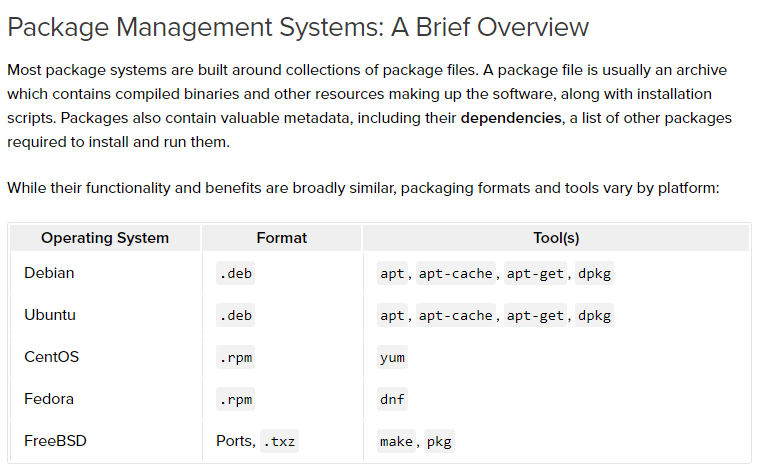 Package Management Systems: A Brief Overview
Most package systems are built around collections of package files. A package file is usually an archive
which contains compiled binaries and other resources making up the software, along with installation
scripts. Packages also contain valuable metadata, including their dependencies, a list of other packages
required to install and run them.
While their functionality and benefits are broadly similar, packaging formats and tools vary by platform:
Operating System Format Tool(s)
Debian .deb apt, apt-cache, apt-get, dpkg
Ubuntu .deb apt, apt-cache, apt-get, dpkg
CentOS .rpm yum
Fedora .rpm dnf
FreeBSD Ports, .txz make, pkg